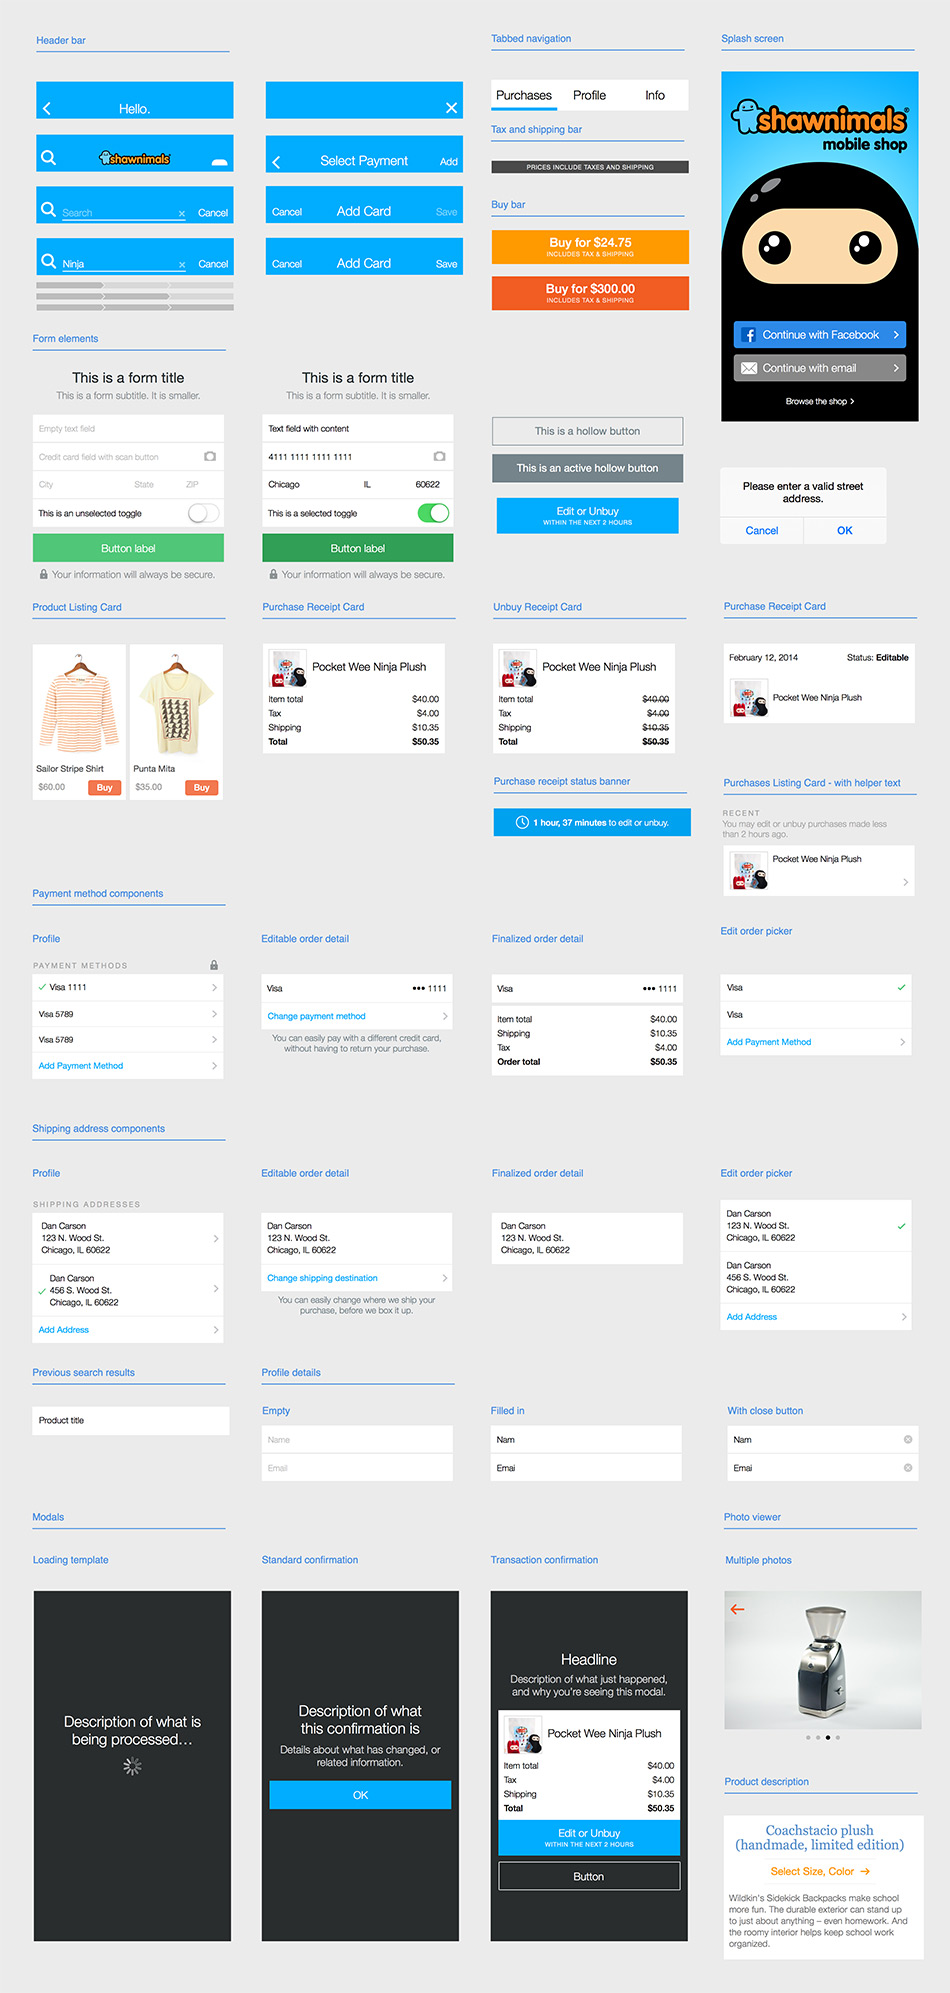 Header bar
Hello.
shawnimals
Select Payment
Add
Search
Cancel
Cancel
Add Card
Save
Ninja
Cancel
Cancel
Add Card
Save
Tabbed navigation
Purchases
Profile
Info
Tax and shipping bar
PRICES INCLUDE TAXES AND SHIPPING
Buy bar
Buy for $24.75
INCLUDES TAX & SHIPPING
Buy for $300.00
INCLUDES TAX & SHIPPING
Splash screen
shawnimals®
mobile shop
Continue with Facebook
Continue with email
Browse the shop
Form elements
This is a form title
This is a form subtitle. It is smaller.
Empty text field
Credit card field with scan button
City
State
ZIP
This is an unselected toggle
Button label
Your information will always be secure.
This is a form title
This is a form subtitle. It is smaller.
Text field with content
4111 1111 1111 1111
Chicago
IL
60622
This is a selected toggle
Button label
Your information will always be secure.
This is a hollow button
This is an active hollow button
Edit or Unbuy
WITHIN THE NEXT 2 HOURS
Please enter a valid street
address.
Cancel
OK
Product Listing Card
Sailor Stripe Shirt
$60.00
Buy
Punta Mita
$35.00
Buy
Purchase Receipt Card
Pocket Wee Ninja Plush
Item total $40.00
Tax $4.00
Shipping $10.35
Total $50.35
Unbuy Receipt Card
Pocket Wee Ninja Plush
Item total $40.00
Tax $4.00
Shipping $10.35
Total $50.35
Purchase receipt status banner
1 hour, 37 minutes to edit or unbuy.
Purchase Receipt Card
February 12, 2014
Status: Editable
Pocket Wee Ninja Plush
Purchases Listing Card - with helper text
RECENT
You may edit or unbuy purchases made less
than 2 hours ago.
Pocket Wee Ninja Plush
Payment method components
Profile
PAYMENT METHODS
Visa 1111
Visa 5789
Visa 5789
Add Payment Method
Editable order detail
Visa ••• 1111
Change payment method
You can easily pay with a different credit card,
without having to return your purchase.
Finalized order detail
Visa ••• 1111
Item total $40.00
Shipping $10.35
Tax $4.00
Order total $50.35
Edit order picker
Visa
Visa
Add Payment Method
Shipping address components
Profile
SHIPPING ADDRESSES
Dan Carson
123 N. Wood St.
Chicago, IL 60622
Dan Carson
456 S. Wood St.
Chicago, IL 60622
Add Address
Editable order detail
Dan Carson
123 N. Wood St.
Chicago, IL 60622
Change shipping destination
You can easily change where we ship your
purchase, before we box it up.
Finalized order detail
Dan Carson
123 N. Wood St.
Chicago, IL 60622
Edit order picker
Dan Carson
123 N. Wood St.
Chicago, IL 60622
Dan Carson
456 S. Wood St.
Chicago, IL 60622
Add Address
Previous search results
Product title
Profile details
Empty
Name
Email
Filled in
Nam
Emai
With close button
Nam
Emai
Modals
Loading template
Description of what is
being processed...
Standard confirmation
Description of what
this confirmation is
Details about what has changed, or
related information.
OK
Transaction confirmation
Headline
Description of what just happened,
and why you're seeing this modal.
Pocket Wee Ninja Plush
Item total $40.00
Tax $4.00
Shipping $10.35
Total $50.35
Edit or Unbuy
WITHIN THE NEXT 2 HOURS
Button
Photo viewer
Multiple photos
Product description
Coachstacio plush
(handmade, limited edition)
Select Size, Color →
Wildkin's Sidekick Backpacks make school
more fun. The durable exterior can stand up
to just about anything – even homework. And
the roomy interior helps keep school work
organized.